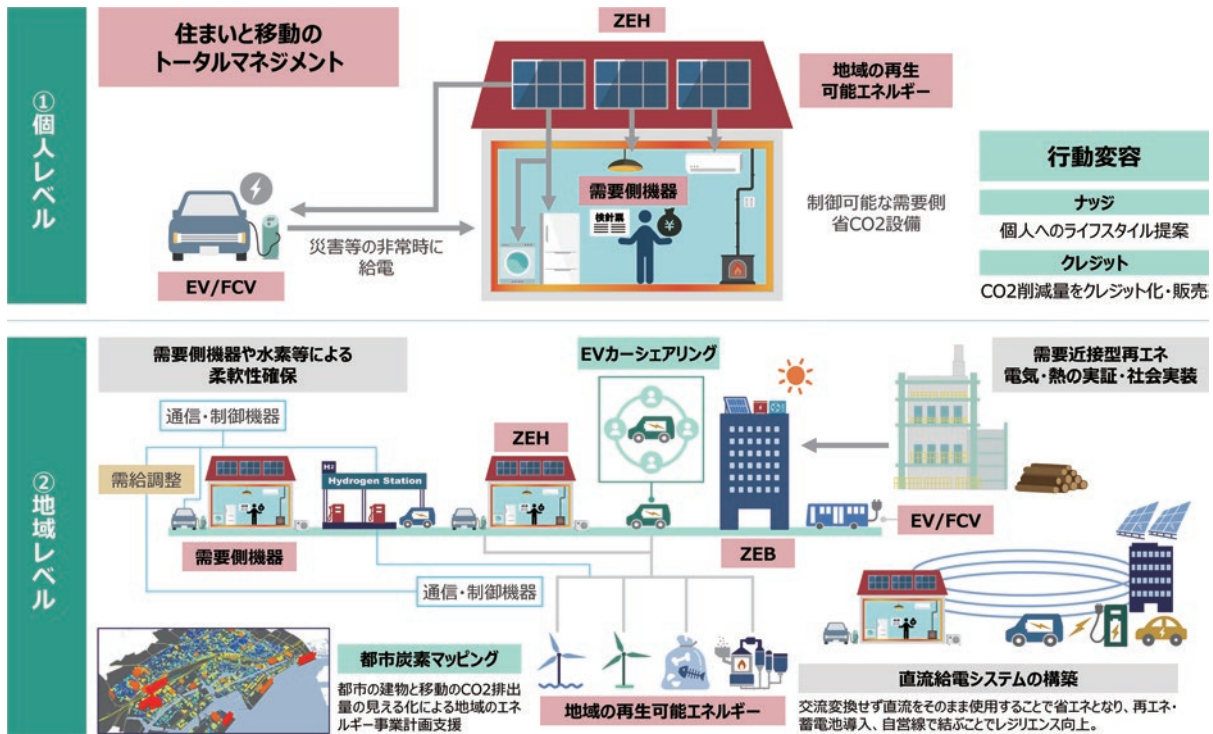 ①個人レベル
住まいと移動の
トータルマネジメント
ZEH
地域の再生
可能エネルギー
需要側機器
検針票
¥
制御可能な需要側
省CO2設備
災害等の非常時に
給電
EV/FCV
行動変容
ナッジ
個人へのライフスタイル提案
クレジット
CO2削減量をクレジット化・販売
②地域レベル
需要側機器や水素等による
柔軟性確保
通信・制御機器
需給調整
H2
Hydrogen Station
需要側機器
ZEH
EVカーシェアリング
ZEB
需要近接型再エネ
電気・熱の実証・社会実装
EV/FCV
通信・制御機器
都市炭素マッピング
都市の建物と移動のCO2排出
量の見える化による地域のエネ
ルギー事業計画支援
地域の再生可能エネルギー
直流給電システムの構築
交流変換せず直流をそのまま使用することで省エネとなり、再エネ・
蓄電池導入、自営線で結ぶことでレジリエンス向上。